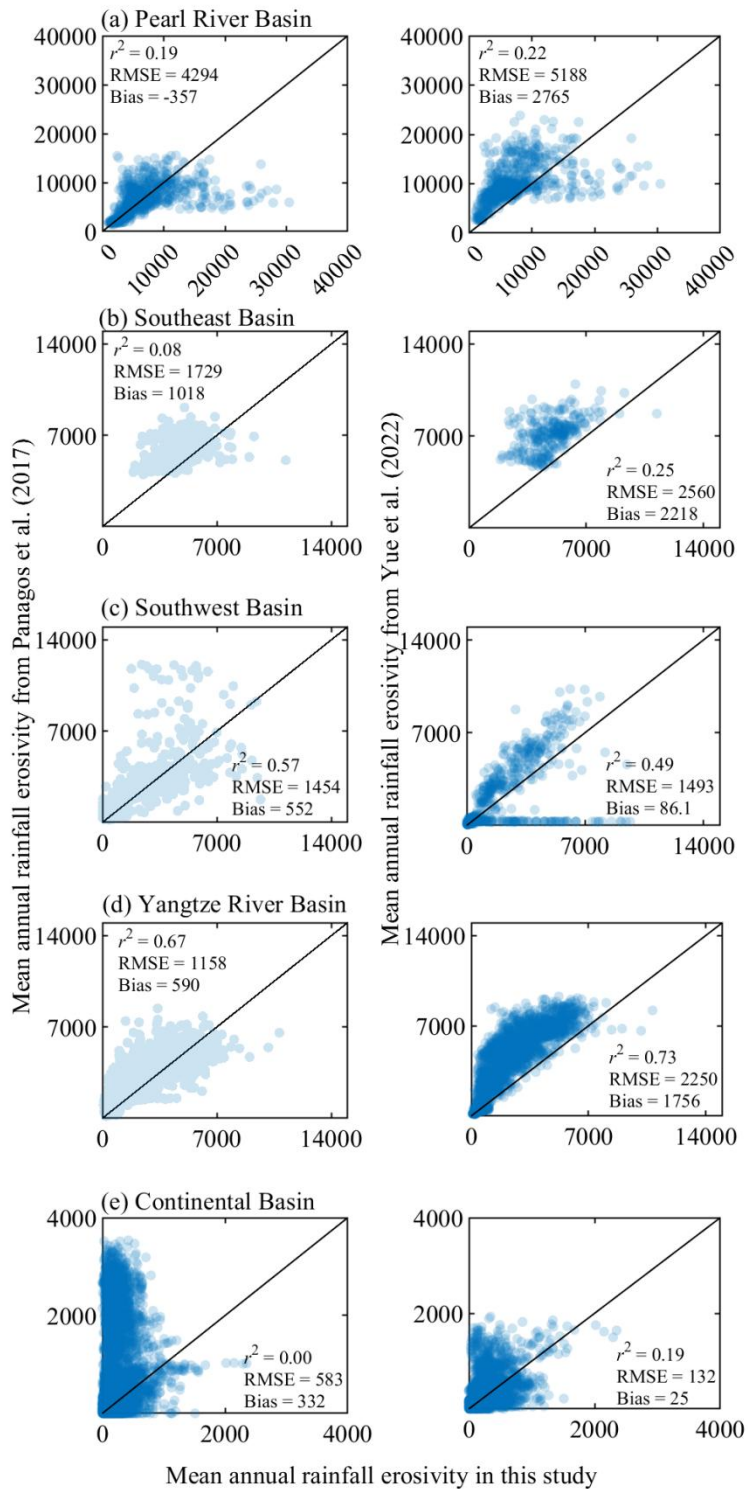 (a) Pearl River Basin
40000
30000
20000
10000
0
r² = 0.19
RMSE = 4294
Bias = -357
0
10000
20000
30000
40000
40000
30000
20000
10000
0
r² = 0.22
RMSE = 5188
Bias = 2765
0
10000
20000
30000
40000
(b) Southeast Basin
14000
7000
r² = 0.08
RMSE = 1729
Bias = 1018
0
7000
14000
14000
7000
r² = 0.25
RMSE = 2560
Bias = 2218
0
7000
14000
(c) Southwest Basin
14000
7000
0
r² = 0.57
RMSE = 1454
Bias = 552
0
7000
14000
14000
7000
0
r² = 0.49
RMSE = 1493
Bias = 86.1
0
7000
14000
(d) Yangtze River Basin
14000
7000
0
r² = 0.67
RMSE = 1158
Bias = 590
0
7000
14000
14000
7000
0
r² = 0.73
RMSE = 2250
Bias = 1756
0
7000
14000
(e) Continental Basin
4000
2000
0
r² = 0.00
RMSE = 583
Bias = 332
0
2000
4000
4000
2000
0
r² = 0.19
RMSE = 132
Bias = 25
0
2000
4000
Mean annual rainfall erosivity from Panagos et al. (2017)
Mean annual rainfall erosivity from Yue et al. (2022)
Mean annual rainfall erosivity in this study